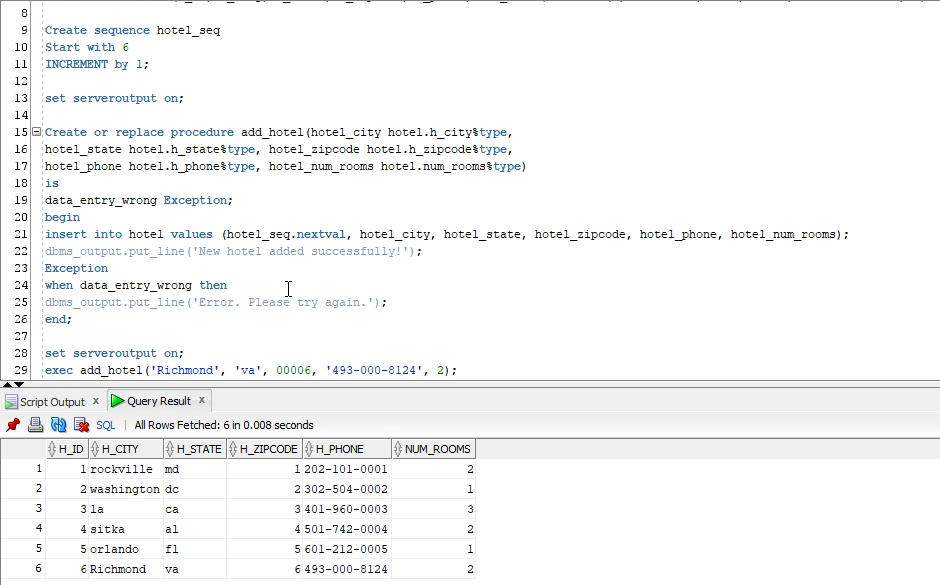 8
9 Create sequence hotel_seq
10 Start with 6
11 INCREMENT by 1;
12
13 set serveroutput on;
14
15 Create or replace procedure add_hotel(hotel_city hotel.h_city%type,
16 hotel_state hotel.h_state%type, hotel_zipcode hotel.h_zipcode%type,
17 hotel_phone hotel.h_phone%type, hotel_num_rooms hotel.num_rooms%type)
18 is
19 data_entry_wrong Exception;
20 begin
21 insert into hotel values (hotel_seq.nextval, hotel_city, hotel_state, hotel_zipcode, hotel_phone, hotel_num_rooms);
22 dbms_output.put_line('New hotel added successfully!');
23 Exception
24 when data_entry_wrong then
25 dbms_output.put_line('Error. Please try again.');
26 end;
27
28 set serveroutput on;
29 exec add_hotel('Richmond', 'va', 00006, '493-000-8124', 2);
Script Output x Query Result x
SQL | All Rows Fetched: 6 in 0.008 seconds
H_ID H_CITY H_STATE H_ZIPCODE H_PHONE NUM_ROOMS
1 1 rockville md 1 202-101-0001 2
2 2 washington dc 2 302-504-0002 1
3 3 la ca 3 401-960-0003 3
4 4 sitka al 4 501-742-0004 2
5 5 orlando fl 5 601-212-0005 1
6 6 Richmond va 6 493-000-8124 2